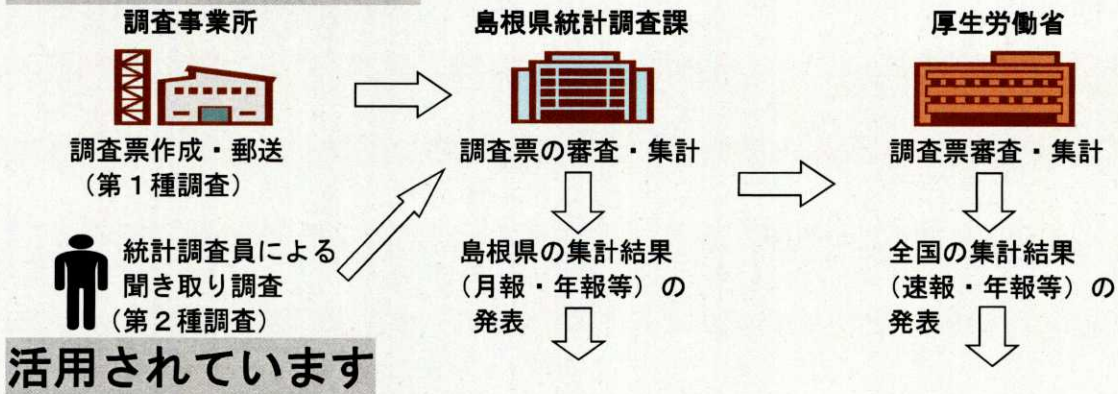 調査事業所
調査票作成・郵送
(第1種調査)
統計調査員による
聞き取り調査
(第2種調査)
島根県統計調査課
調査票の審査・集計
島根県の集計結果
(月報・年報等)の
発表
厚生労働省
調査票審査・集計
全国の集計結果
(速報・年報等)の
発表
活用されています